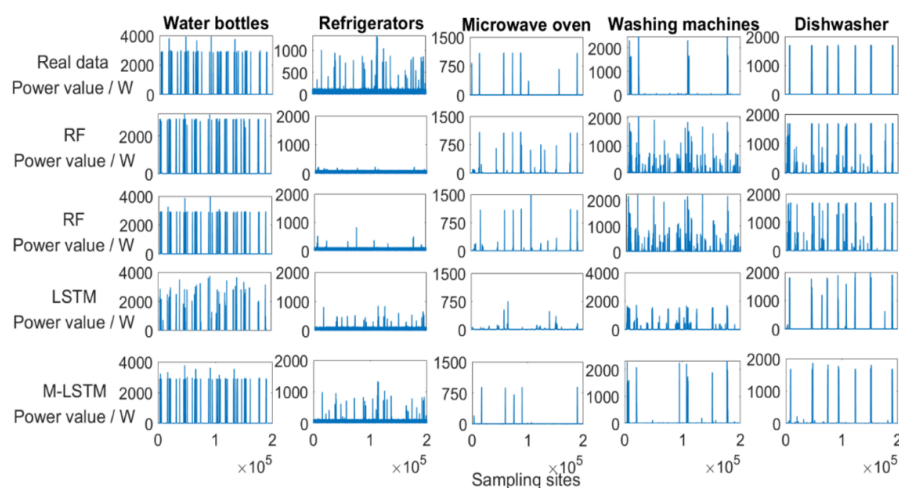 Water bottles Refrigerators Microwave oven Washing machines Dishwasher
4000 1500 1700
Real data 1000 2000
2000 1000
Power value / W 500 750 1000
0 0 0 0 0
4000 2000 1500 2000 2000
RF
2000 1000 750 1000 1000
Power value / W
0 0 0 0 0
4000 2000 1500 2000
RF 2000
2000 1000 750 1000 1000
Power value / W
0 0 0 0 0
4000 2000 1500 4000 2000
LSTM
2000 1000 750 2000 1000
Power value / W
0 0 0 0 0
4000 2000 1500 2000
M-LSTM 2000
2000 1000 750 1000 1000
Power value / W
0 0 0 0 0
0 1 2 0 1 2 0 1 2 0 1 2 0 1 2
×10^5 ×10^5 ×10^5 ×10^5 ×10^5
Sampling sites